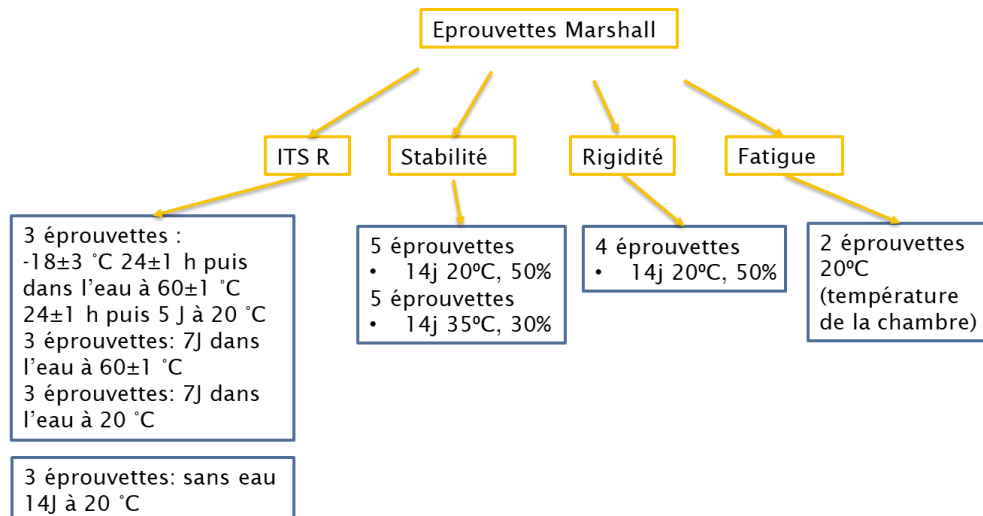 Eprouvettes Marshall
ITS R
Stabilité
Rigidité
Fatigue
3 éprouvettes :
-18±3 °C 24±1 h puis
dans l'eau à 60±1 °C
24±1 h puis 5 J à 20 °C
3 éprouvettes: 7J dans
l'eau à 60±1 °C
3 éprouvettes: 7J dans
l'eau à 20 °C
3 éprouvettes: sans eau
14J à 20 °C
5 éprouvettes
• 14j 20ºC, 50%
5 éprouvettes
• 14j 35ºC, 30%
4 éprouvettes
• 14j 20ºC, 50%
2 éprouvettes
20ºC
(température
de la chambre)